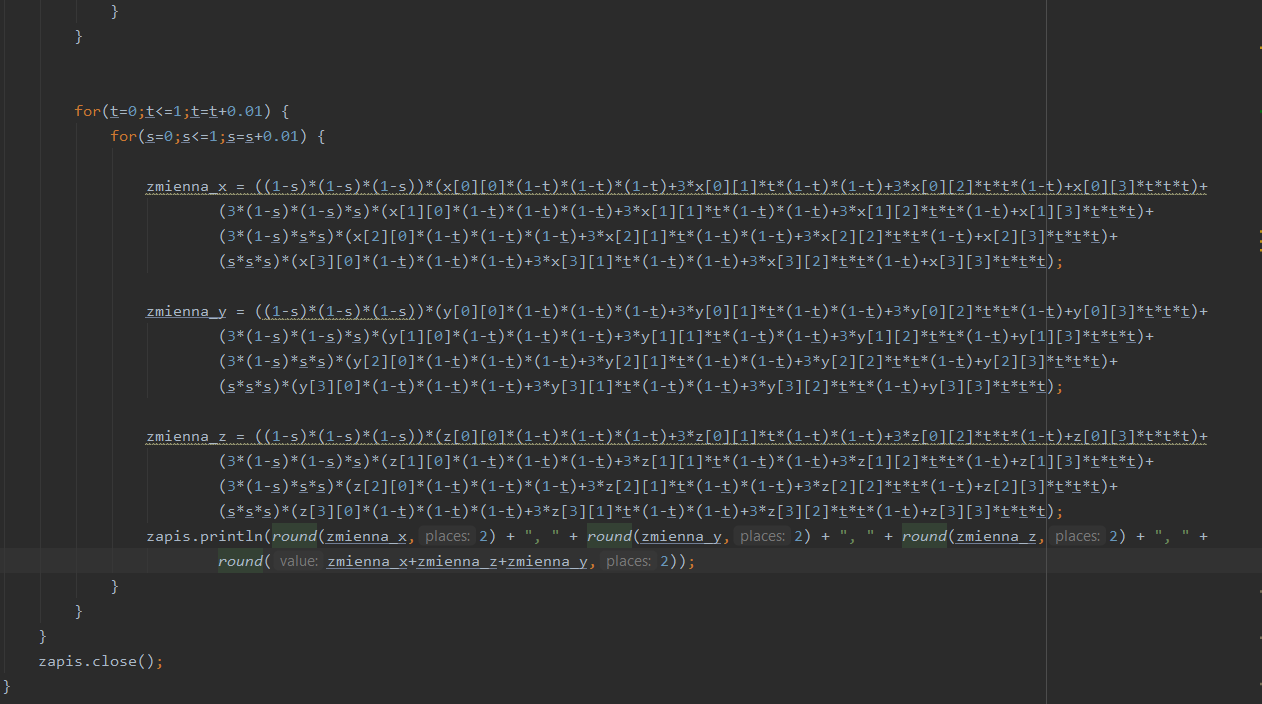 }
}
for(t=0;t<=1;t=t+0.01) {
for(s=0;s<=1;s=s+0.01) {
zmienna_x = ((1-s)*(1-s)*(1-s))*(x[0][0]*(1-t)*(1-t)*(1-t)+3*x[0][1]*t*(1-t)*(1-t)+3*x[0][2]*t*t*(1-t)+x[0][3]*t*t*t)+
(3*(1-s)*(1-s)*s)*(x[1][0]*(1-t)*(1-t)*(1-t)+3*x[1][1]*t*(1-t)*(1-t)+3*x[1][2]*t*t*(1-t)+x[1][3]*t*t*t)+
(3*(1-s)*s*s)*(x[2][0]*(1-t)*(1-t)*(1-t)+3*x[2][1]*t*(1-t)*(1-t)+3*x[2][2]*t*t*(1-t)+x[2][3]*t*t*t)+
(s*s*s)*(x[3][0]*(1-t)*(1-t)*(1-t)+3*x[3][1]*t*(1-t)*(1-t)+3*x[3][2]*t*t*(1-t)+x[3][3]*t*t*t);
zmienna_y = ((1-s)*(1-s)*(1-s))*(y[0][0]*(1-t)*(1-t)*(1-t)+3*y[0][1]*t*(1-t)*(1-t)+3*y[0][2]*t*t*(1-t)+y[0][3]*t*t*t)+
(3*(1-s)*(1-s)*s)*(y[1][0]*(1-t)*(1-t)*(1-t)+3*y[1][1]*t*(1-t)*(1-t)+3*y[1][2]*t*t*(1-t)+y[1][3]*t*t*t)+
(3*(1-s)*s*s)*(y[2][0]*(1-t)*(1-t)*(1-t)+3*y[2][1]*t*(1-t)*(1-t)+3*y[2][2]*t*t*(1-t)+y[2][3]*t*t*t)+
(s*s*s)*(y[3][0]*(1-t)*(1-t)*(1-t)+3*y[3][1]*t*(1-t)*(1-t)+3*y[3][2]*t*t*(1-t)+y[3][3]*t*t*t);
zmienna_z = ((1-s)*(1-s)*(1-s))*(z[0][0]*(1-t)*(1-t)*(1-t)+3*z[0][1]*t*(1-t)*(1-t)+3*z[0][2]*t*t*(1-t)+z[0][3]*t*t*t)+
(3*(1-s)*(1-s)*s)*(z[1][0]*(1-t)*(1-t)*(1-t)+3*z[1][1]*t*(1-t)*(1-t)+3*z[1][2]*t*t*(1-t)+z[1][3]*t*t*t)+
(3*(1-s)*s*s)*(z[2][0]*(1-t)*(1-t)*(1-t)+3*z[2][1]*t*(1-t)*(1-t)+3*z[2][2]*t*t*(1-t)+z[2][3]*t*t*t)+
(s*s*s)*(z[3][0]*(1-t)*(1-t)*(1-t)+3*z[3][1]*t*(1-t)*(1-t)+3*z[3][2]*t*t*(1-t)+z[3][3]*t*t*t);
zapis.println(round(zmienna_x, places: 2) + ", " + round(zmienna_y, places: 2) + ", " + round(zmienna_z, places: 2) + ", " +
round( value: zmienna_x+zmienna_z+zmienna_y, places: 2));
}
}
}
zapis.close();
}